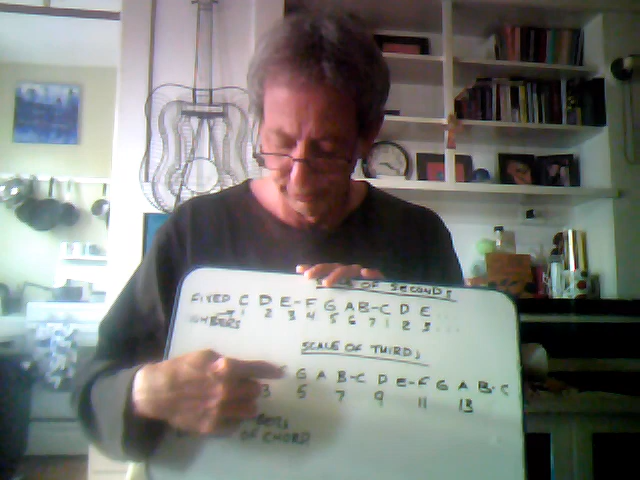 OF SECONDS
FIXED C D E-F G A B-C D E ...
NUMBERS → 1 2 3 4 5 6 7 1 2 3 ...
SCALE OF THIRDS
G A B-C D E-F G A B-C
3 5 7 9 11 13
OF CHORD